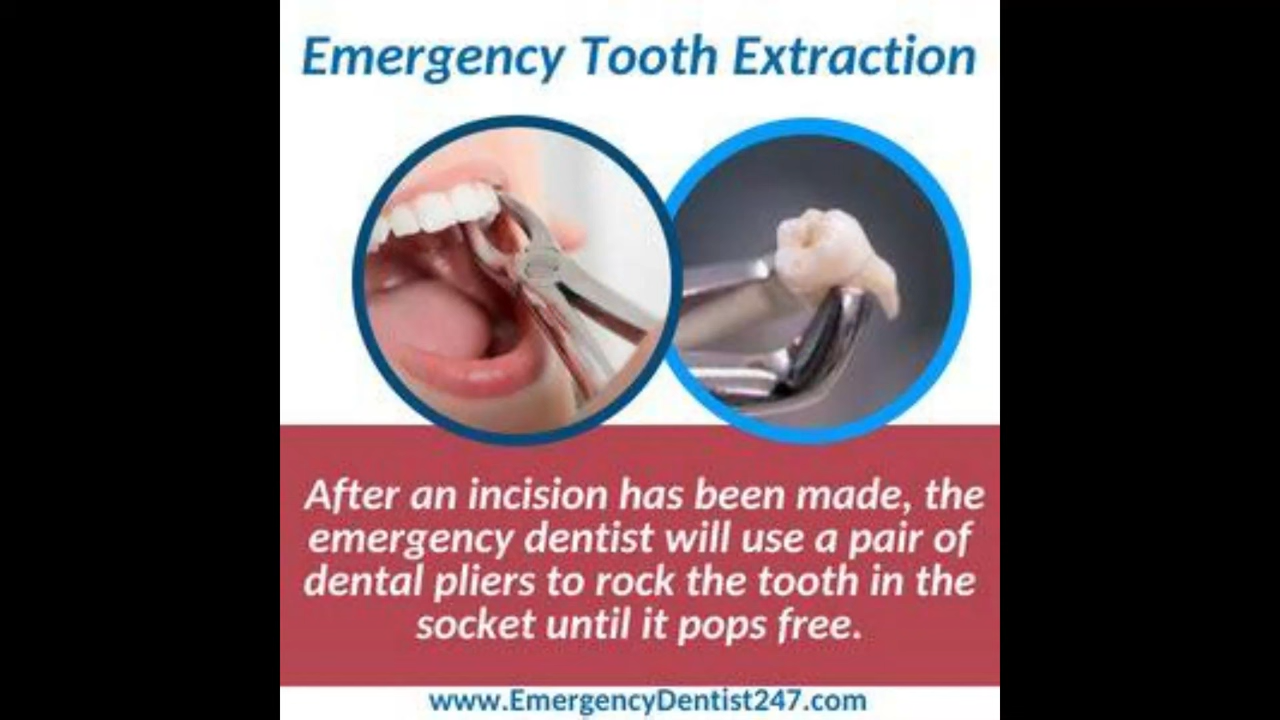 Emergency Tooth Extraction
After an incision has been made, the
emergency dentist will use a pair of
dental pliers to rock the tooth in the
socket until it pops free.
www.EmergencyDentist247.com